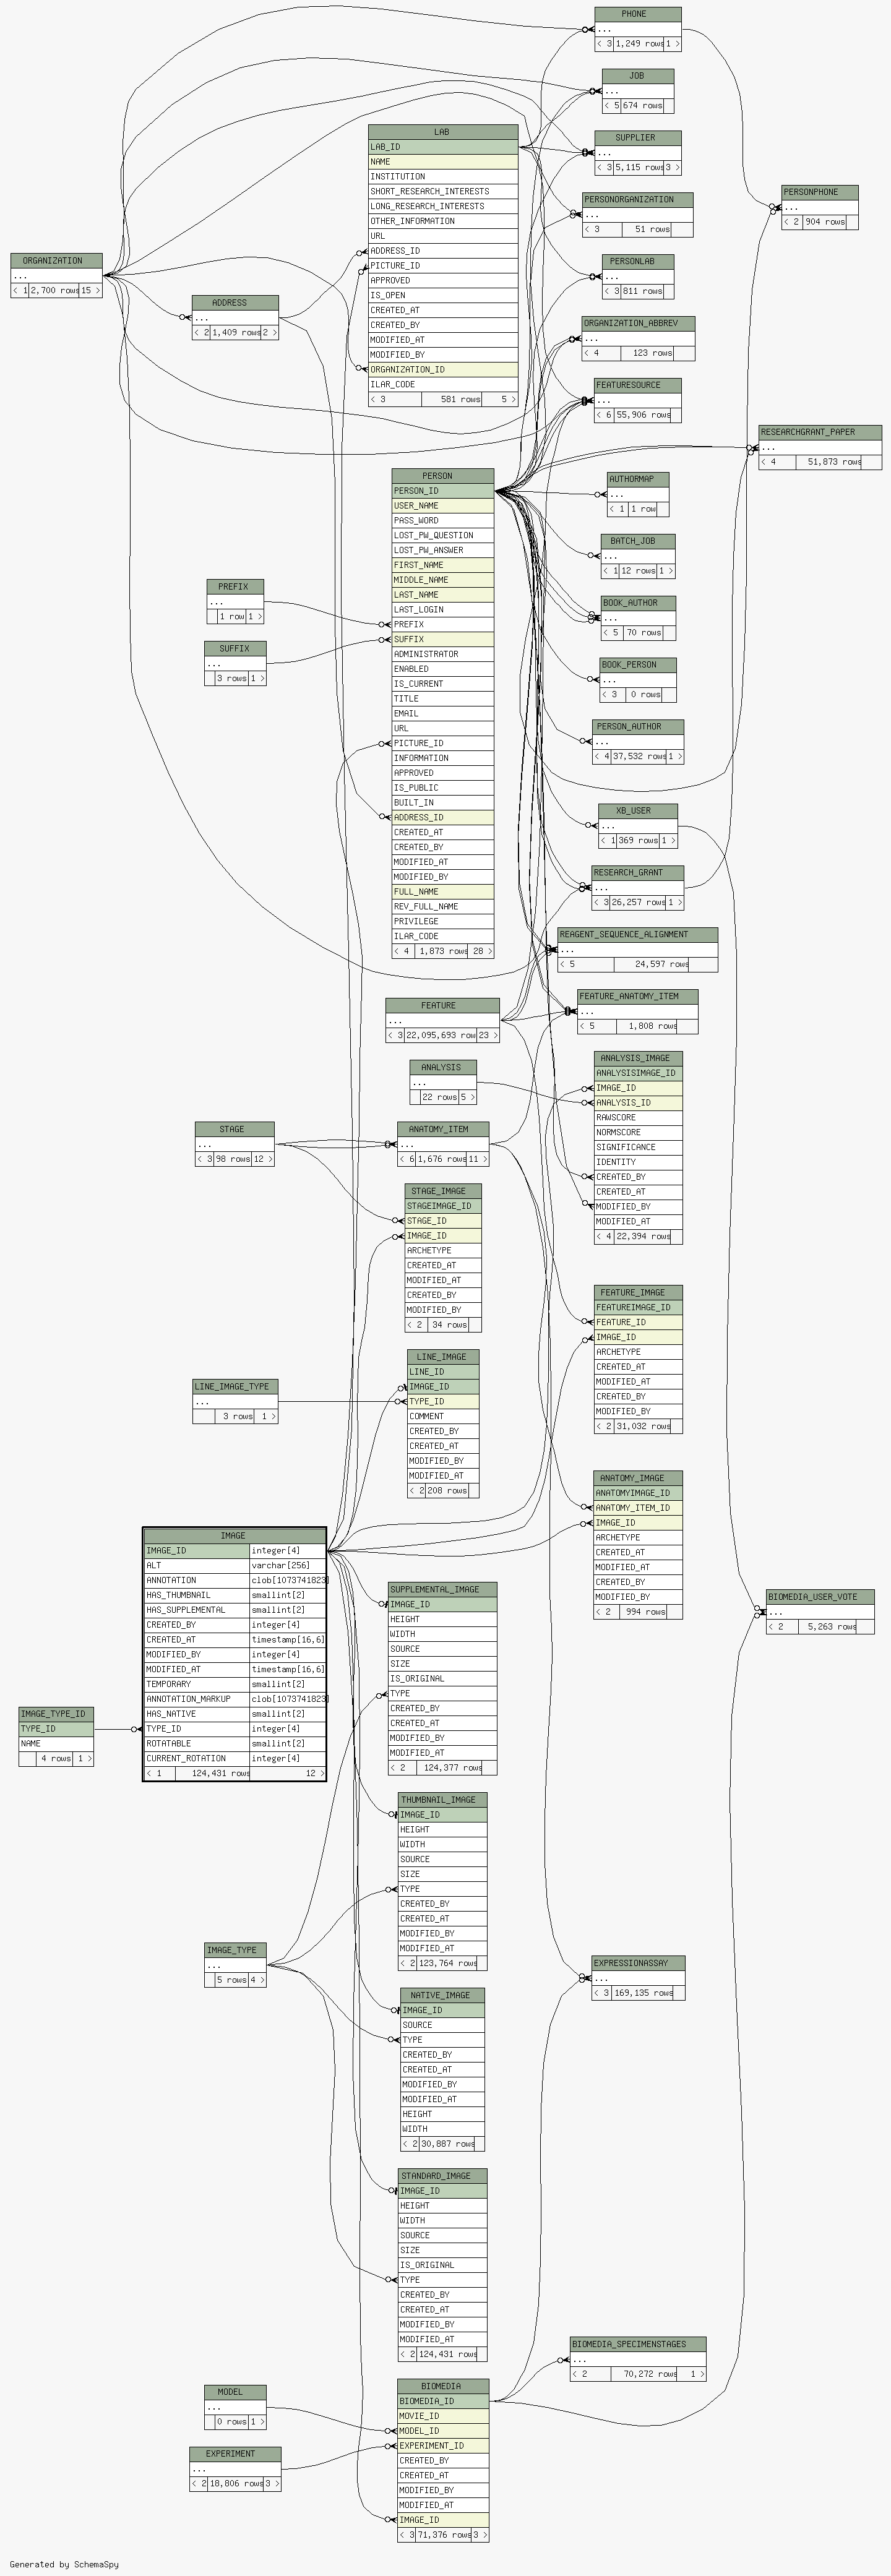 PHONE
...
< 3 1,249 rows 1 >
JOB
...
< 5 674 rows
SUPPLIER
...
< 3 5,115 rows 3 >
PERSONORGANIZATION
...
< 3 51 rows
PERSONPHONE
...
< 2 904 rows
PERSONLAB
...
< 3 811 rows
ORGANIZATION_ABBREV
...
< 4 123 rows
FEATURESOURCE
...
< 6 55,906 rows
RESEARCHGRANT_PAPER
...
< 4 51,873 rows
LAB
LAB_ID
NAME
INSTITUTION
SHORT_RESEARCH_INTERESTS
LONG_RESEARCH_INTERESTS
OTHER_INFORMATION
URL
ADDRESS_ID
PICTURE_ID
APPROVED
IS_OPEN
CREATED_AT
CREATED_BY
MODIFIED_AT
MODIFIED_BY
ORGANIZATION_ID
ILAR_CODE
< 3 581 rows 5 >
ORGANIZATION
...
< 1 2,700 rows 15 >
ADDRESS
...
< 2 1,409 rows 2 >
PERSON
PERSON_ID
USER_NAME
PASS_WORD
LOST_PW_QUESTION
LOST_PW_ANSWER
FIRST_NAME
MIDDLE_NAME
LAST_NAME
LAST_LOGIN
PREFIX
SUFFIX
ADMINISTRATOR
ENABLED
IS_CURRENT
TITLE
EMAIL
URL
PICTURE_ID
INFORMATION
APPROVED
IS_PUBLIC
BUILT_IN
ADDRESS_ID
CREATED_AT
CREATED_BY
MODIFIED_AT
MODIFIED_BY
FULL_NAME
REV_FULL_NAME
PRIVILEGE
ILAR_CODE
< 4 1,873 rows 28 >
PREFIX
...
1 row 1 >
SUFFIX
...
3 rows 1 >
AUTHORMAP
...
< 1 1 row
BATCH_JOB
...
< 1 12 rows 1 >
BOOK_AUTHOR
...
< 5 70 rows
BOOK_PERSON
...
< 3 0 rows
PERSON_AUTHOR
...
< 4 37,532 rows 1 >
XB_USER
...
< 1 369 rows 1 >
RESEARCH_GRANT
...
< 3 26,257 rows 1 >
REAGENT_SEQUENCE_ALIGNMENT
...
< 5 24,597 rows
FEATURE_ANATOMY_ITEM
...
< 5 1,808 rows
FEATURE
...
< 3 22,095,693 row 23 >
ANALYSIS
...
22 rows 5 >
STAGE
...
< 3 98 rows 12 >
ANATOMY_ITEM
...
< 6 1,676 rows 11 >
ANALYSIS_IMAGE
ANALYSISIMAGE_ID
IMAGE_ID
ANALYSIS_ID
RAWSCORE
NORMSCORE
SIGNIFICANCE
IDENTITY
CREATED_BY
CREATED_AT
MODIFIED_BY
MODIFIED_AT
< 4 22,394 rows
STAGE_IMAGE
STAGEIMAGE_ID
STAGE_ID
IMAGE_ID
ARCHETYPE
CREATED_AT
MODIFIED_AT
CREATED_BY
MODIFIED_BY
< 2 34 rows
FEATURE_IMAGE
FEATUREIMAGE_ID
FEATURE_ID
IMAGE_ID
ARCHETYPE
CREATED_AT
MODIFIED_AT
CREATED_BY
MODIFIED_BY
< 2 31,032 rows
LINE_IMAGE_TYPE
...
3 rows 1 >
LINE_IMAGE
LINE_ID
IMAGE_ID
TYPE_ID
COMMENT
CREATED_BY
CREATED_AT
MODIFIED_BY
MODIFIED_AT
< 2 208 rows
ANATOMY_IMAGE
ANATOMYIMAGE_ID
ANATOMY_ITEM_ID
IMAGE_ID
ARCHETYPE
CREATED_AT
MODIFIED_AT
CREATED_BY
MODIFIED_BY
< 2 994 rows
IMAGE
IMAGE_ID integer[4]
ALT varchar[256]
ANNOTATION clob[1073741823]
HAS_THUMBNAIL smallint[2]
HAS_SUPPLEMENTAL smallint[2]
CREATED_BY integer[4]
CREATED_AT timestamp[16,6]
MODIFIED_BY integer[4]
MODIFIED_AT timestamp[16,6]
TEMPORARY smallint[2]
ANNOTATION_MARKUP clob[1073741823]
HAS_NATIVE smallint[2]
TYPE_ID integer[4]
ROTATABLE smallint[2]
CURRENT_ROTATION integer[4]
< 1 124,431 rows 12 >
IMAGE_TYPE_ID
TYPE_ID
NAME
4 rows 1 >
SUPPLEMENTAL_IMAGE
IMAGE_ID
HEIGHT
WIDTH
SOURCE
SIZE
IS_ORIGINAL
TYPE
CREATED_BY
CREATED_AT
MODIFIED_BY
MODIFIED_AT
< 2 124,377 rows
BIOMEDIA_USER_VOTE
...
< 2 5,263 rows
THUMBNAIL_IMAGE
IMAGE_ID
HEIGHT
WIDTH
SOURCE
SIZE
TYPE
CREATED_BY
CREATED_AT
MODIFIED_BY
MODIFIED_AT
< 2 123,764 rows
IMAGE_TYPE
...
5 rows 4 >
EXPRESSIONASSAY
...
< 3 169,135 rows
NATIVE_IMAGE
IMAGE_ID
SOURCE
TYPE
CREATED_BY
CREATED_AT
MODIFIED_BY
MODIFIED_AT
HEIGHT
WIDTH
< 2 30,887 rows
STANDARD_IMAGE
IMAGE_ID
HEIGHT
WIDTH
SOURCE
SIZE
IS_ORIGINAL
TYPE
CREATED_BY
CREATED_AT
MODIFIED_BY
MODIFIED_AT
< 2 124,431 rows
BIOMEDIA_SPECIMENSTAGES
...
< 2 70,272 rows 1 >
MODEL
...
0 rows 1 >
EXPERIMENT
...
< 2 18,806 rows 3 >
BIOMEDIA
BIOMEDIA_ID
MOVIE_ID
MODEL_ID
EXPERIMENT_ID
CREATED_BY
CREATED_AT
MODIFIED_BY
MODIFIED_AT
IMAGE_ID
< 3 71,376 rows 3 >
Generated by SchemaSpy